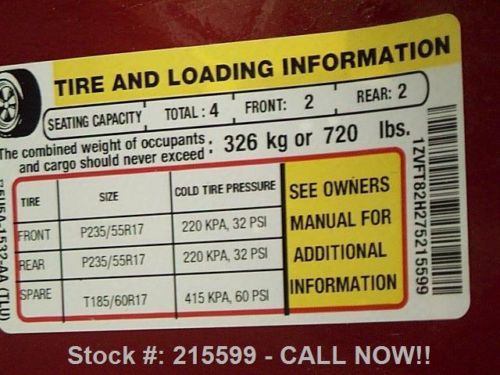 TIRE AND LOADING INFORMATION
SEATING CAPACITY TOTAL : 4 FRONT: 2 REAR: 2
The combined weight of occupants
and cargo should never exceed : 326 kg or 720 lbs.
TIRE SIZE COLD TIRE PRESSURE
FRONT P235/55R17 220 KPA, 32 PSI
REAR P235/55R17 220 KPA, 32 PSI
SPARE T185/60R17 415 KPA, 60 PSI
SEE OWNERS
MANUAL FOR
ADDITIONAL
INFORMATION
1ZVFT82H275215599
Stock #: 215599 - CALL NOW!!